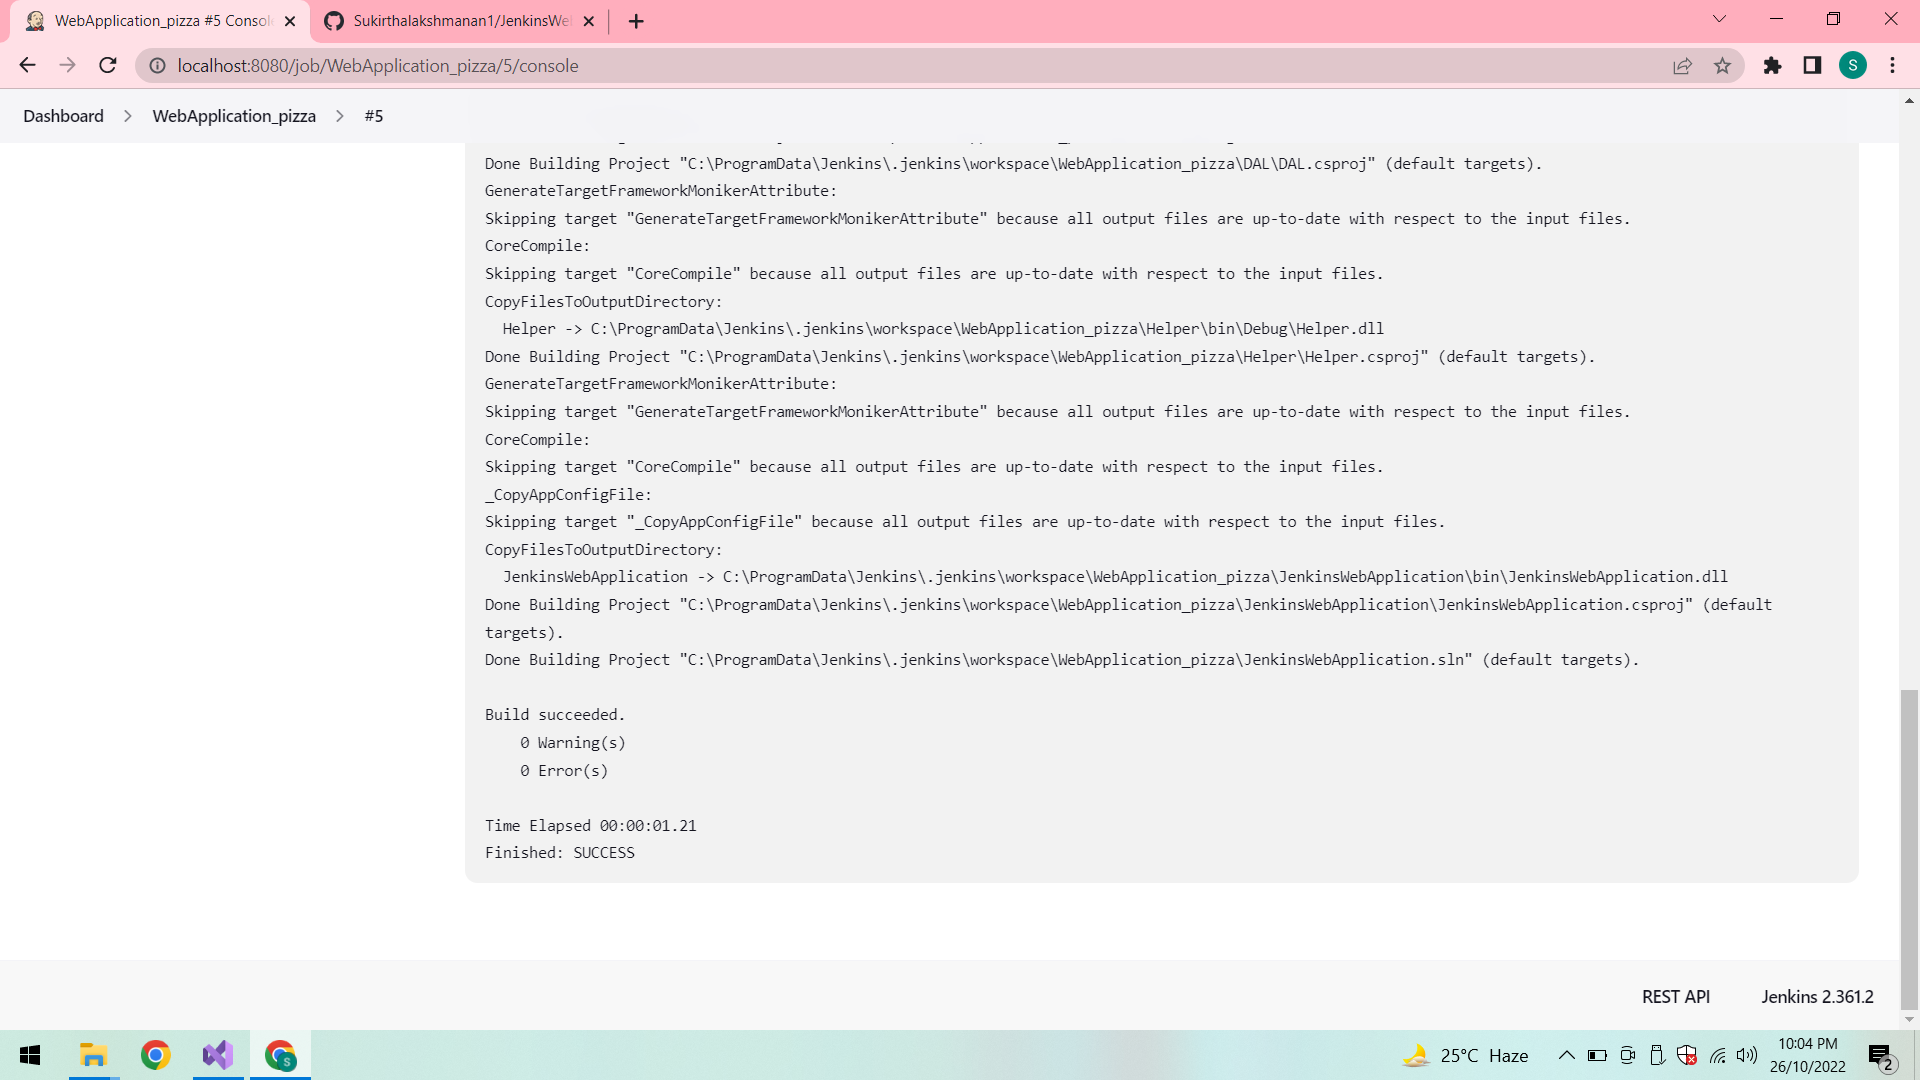 WebApplication_pizza #5 Consol
Sukirthalakshmanan1/JenkinsWe
localhost:8080/job/WebApplication_pizza/5/console
S
Dashboard > WebApplication_pizza > #5
Done Building Project "C:\ProgramData\Jenkins\.jenkins\workspace\WebApplication_pizza\DAL\DAL.csproj" (default targets).
GenerateTargetFrameworkMonikerAttribute:
Skipping target "GenerateTargetFrameworkMonikerAttribute" because all output files are up-to-date with respect to the input files.
CoreCompile:
Skipping target "CoreCompile" because all output files are up-to-date with respect to the input files.
CopyFilesToOutputDirectory:
  Helper -> C:\ProgramData\Jenkins\.jenkins\workspace\WebApplication_pizza\Helper\bin\Debug\Helper.dll
Done Building Project "C:\ProgramData\Jenkins\.jenkins\workspace\WebApplication_pizza\Helper\Helper.csproj" (default targets).
GenerateTargetFrameworkMonikerAttribute:
Skipping target "GenerateTargetFrameworkMonikerAttribute" because all output files are up-to-date with respect to the input files.
CoreCompile:
Skipping target "CoreCompile" because all output files are up-to-date with respect to the input files.
_CopyAppConfigFile:
Skipping target "_CopyAppConfigFile" because all output files are up-to-date with respect to the input files.
CopyFilesToOutputDirectory:
  JenkinsWebApplication -> C:\ProgramData\Jenkins\.jenkins\workspace\WebApplication_pizza\JenkinsWebApplication\bin\JenkinsWebApplication.dll
Done Building Project "C:\ProgramData\Jenkins\.jenkins\workspace\WebApplication_pizza\JenkinsWebApplication\JenkinsWebApplication.csproj" (default
targets).
Done Building Project "C:\ProgramData\Jenkins\.jenkins\workspace\WebApplication_pizza\JenkinsWebApplication.sln" (default targets).
Build succeeded.
    0 Warning(s)
    0 Error(s)
Time Elapsed 00:00:01.21
Finished: SUCCESS
REST API
Jenkins 2.361.2
S
25°C Haze
10:04 PM
26/10/2022
2